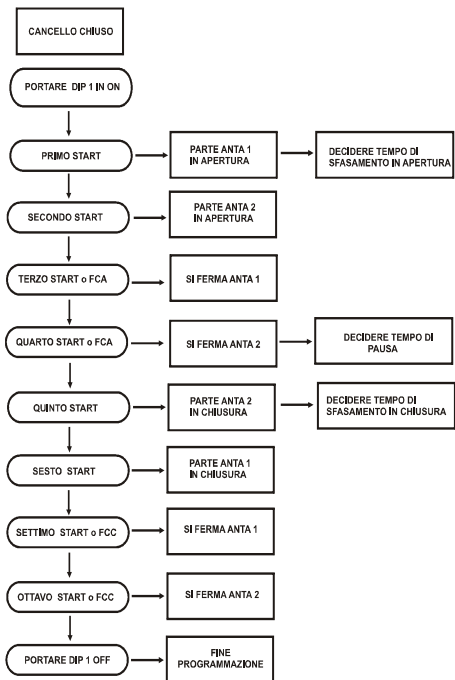 CANCELLO CHIUSO
PORTARE DIP 1 IN ON
PRIMO START
PARTE ANTA 1
IN APERTURA
DECIDERE TEMPO DI
SFASAMENTO IN APERTURA
SECONDO START
PARTE ANTA 2
IN APERTURA
TERZO START o FCA
SI FERMA ANTA 1
QUARTO START o FCA
SI FERMA ANTA 2
DECIDERE TEMPO DI
PAUSA
QUINTO START
PARTE ANTA 2
IN CHIUSURA
DECIDERE TEMPO DI
SFASAMENTO IN CHIUSURA
SESTO START
PARTE ANTA 1
IN CHIUSURA
SETTIMO START o FCC
SI FERMA ANTA 1
OTTAVO START o FCC
SI FERMA ANTA 2
PORTARE DIP 1 OFF
FINE
PROGRAMMAZIONE